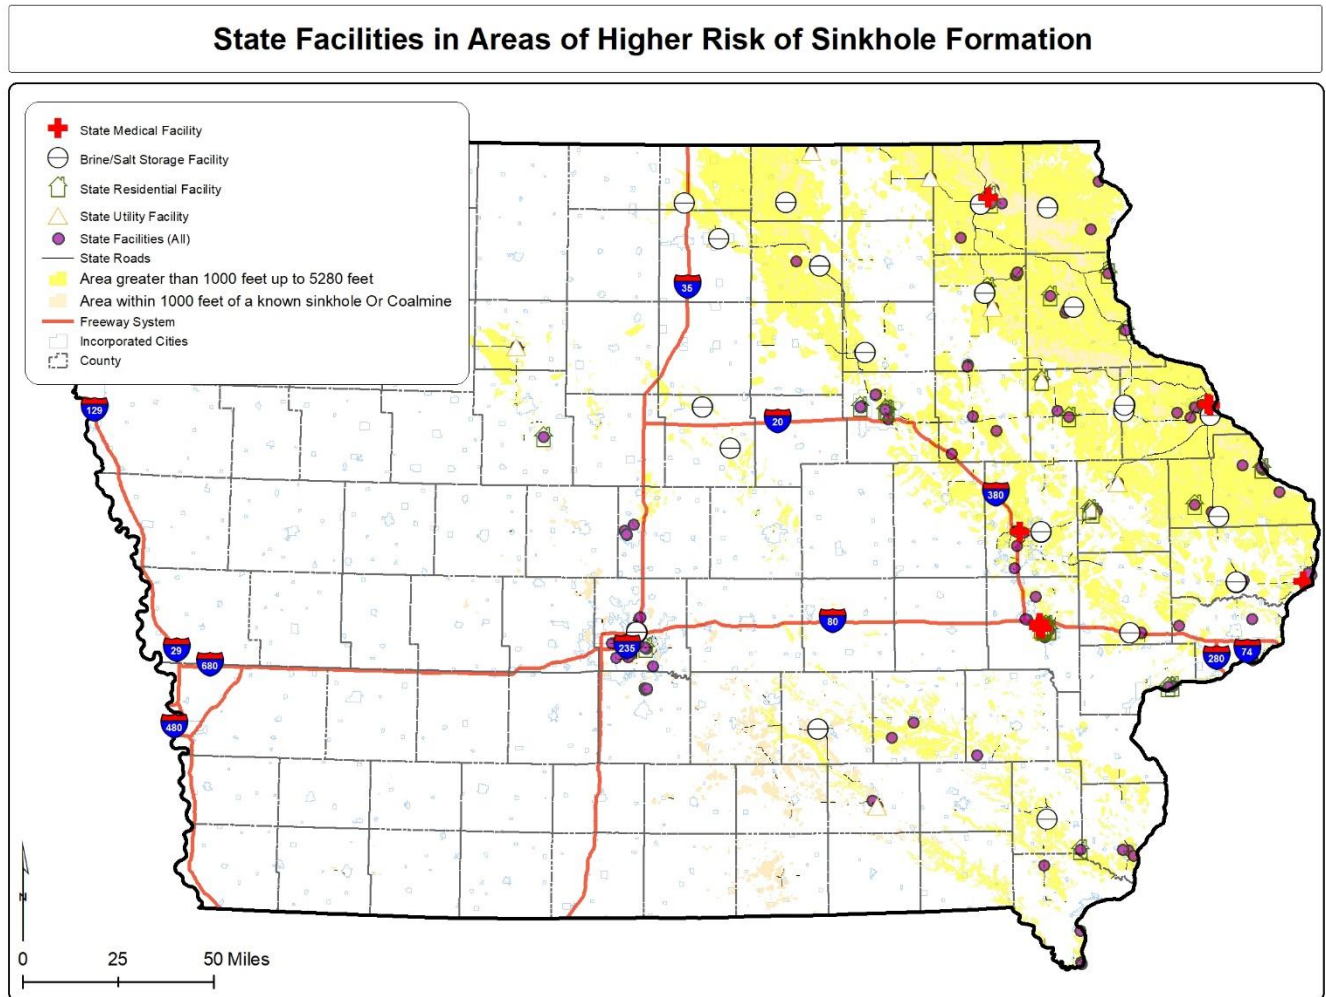 State Facilities in Areas of Higher Risk of Sinkhole Formation
State Medical Facility
Brine/Salt Storage Facility
State Residential Facility
State Utility Facility
State Facilities (All)
State Roads
Area greater than 1000 feet up to 5280 feet
Area within 1000 feet of a known sinkhole Or Coalmine
Freeway System
Incorporated Cities
County
35
129
20
380
80
29
680
235
280
74
480
N
0 25 50 Miles